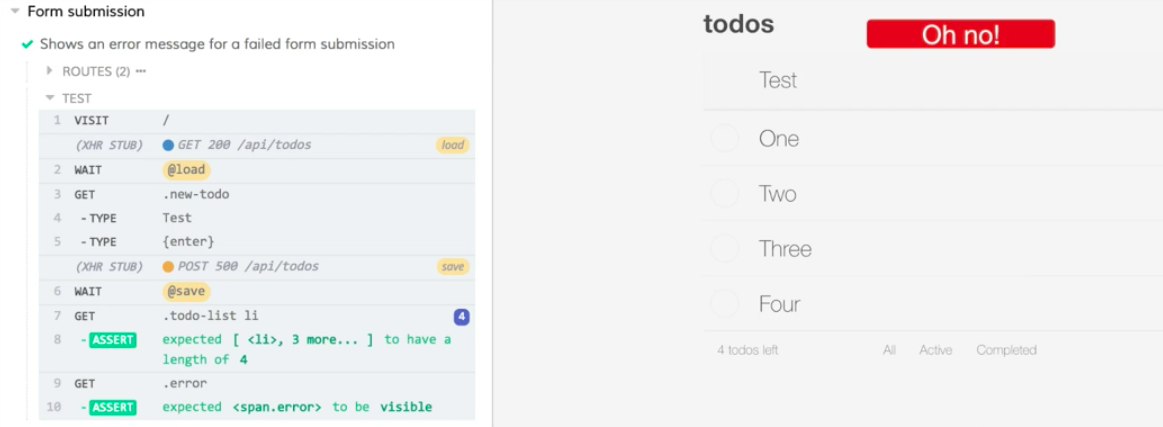 Form submission
Shows an error message for a failed form submission
ROUTES (2) •••
TEST
1 VISIT /
(XHR STUB) GET 200 /api/todos load
2 WAIT @load
3 GET .new-todo
4 - TYPE Test
5 - TYPE {enter}
(XHR STUB) POST 500 /api/todos save
6 WAIT @save
7 GET .todo-list li 4
8 - ASSERT expected [ <li>, 3 more... ] to have a
length of 4
9 GET .error
10 - ASSERT expected <span.error> to be visible
todos
Oh no!
Test
One
Two
Three
Four
4 todos left All Active Completed